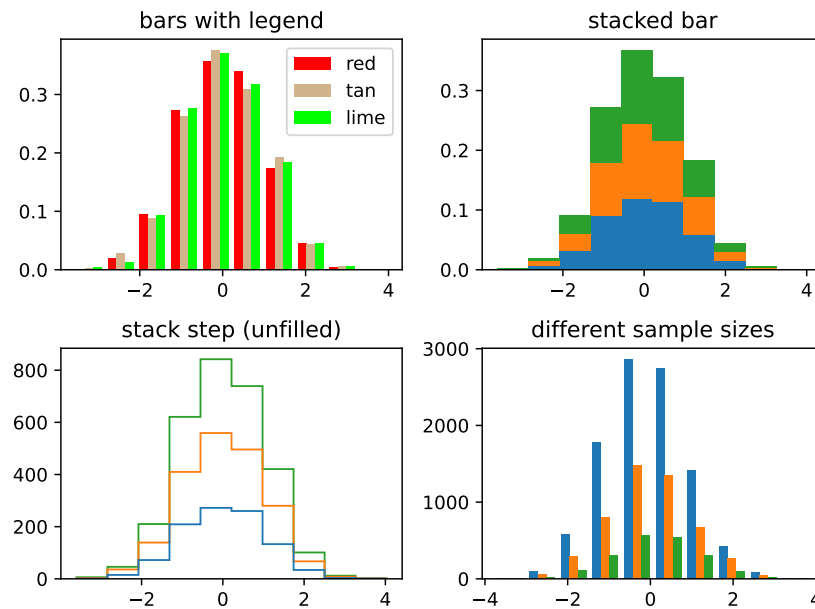 bars with legend
0.3
0.2
0.1
0.0
−2 0 2 4
red
tan
lime
stacked bar
0.3
0.2
0.1
0.0
−2 0 2 4
stack step (unfilled)
800
600
400
200
0
−2 0 2 4
different sample sizes
3000
2000
1000
0
−4 −2 0 2 4